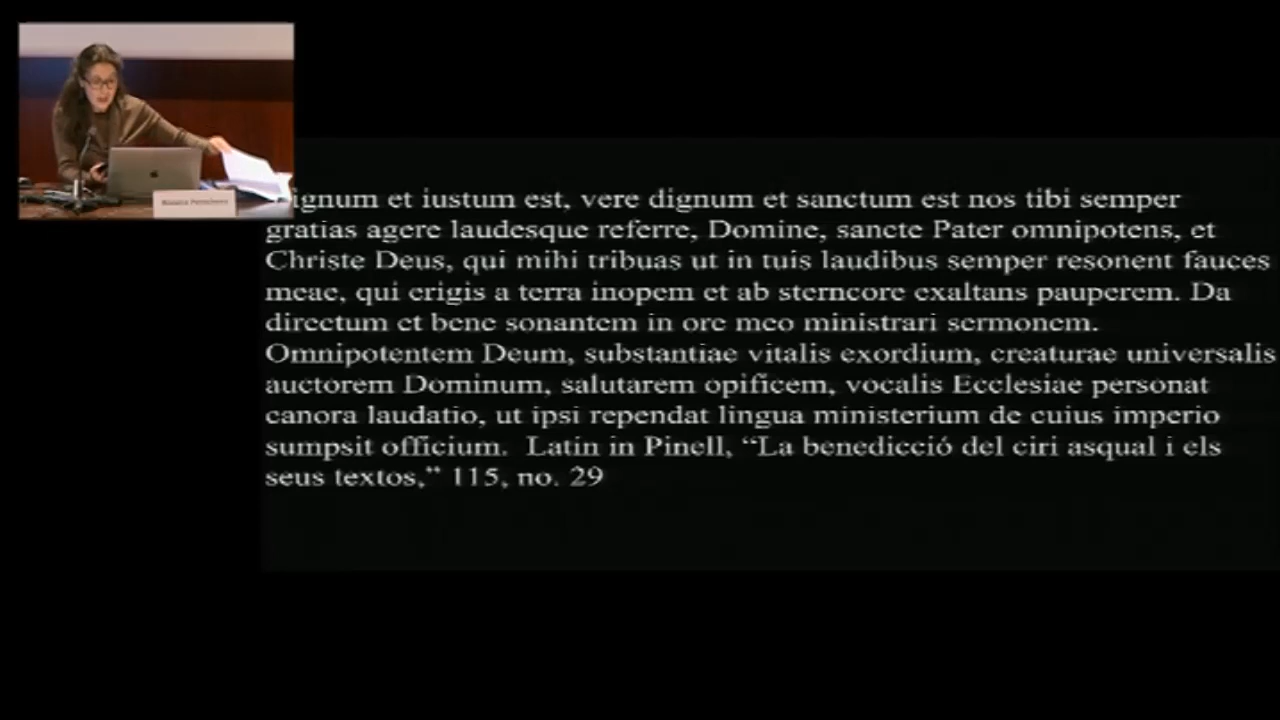 ignum et iustum est, vere dignum et sanctum est nos tibi semper
gratias agere laudesque referre, Domine, sancte Pater omnipotens, et
Christe Deus, qui mihi tribuas ut in tuis laudibus semper resonent fauces
meae, qui erigis a terra inopem et ab sterncore exaltans pauperem. Da
directum et bene sonantem in ore meo ministrari sermonem.
Omnipotentem Deum, substantiae vitalis exordium, creaturae universalis
auctorem Dominum, salutarem opificem, vocalis Ecclesiae personat
canora laudatio, ut ipsi rependat lingua ministerium de cuius imperio
sumpsit officium. Latin in Pinell, “La benedicció del ciri asqual i els
seus textos,” 115, no. 29